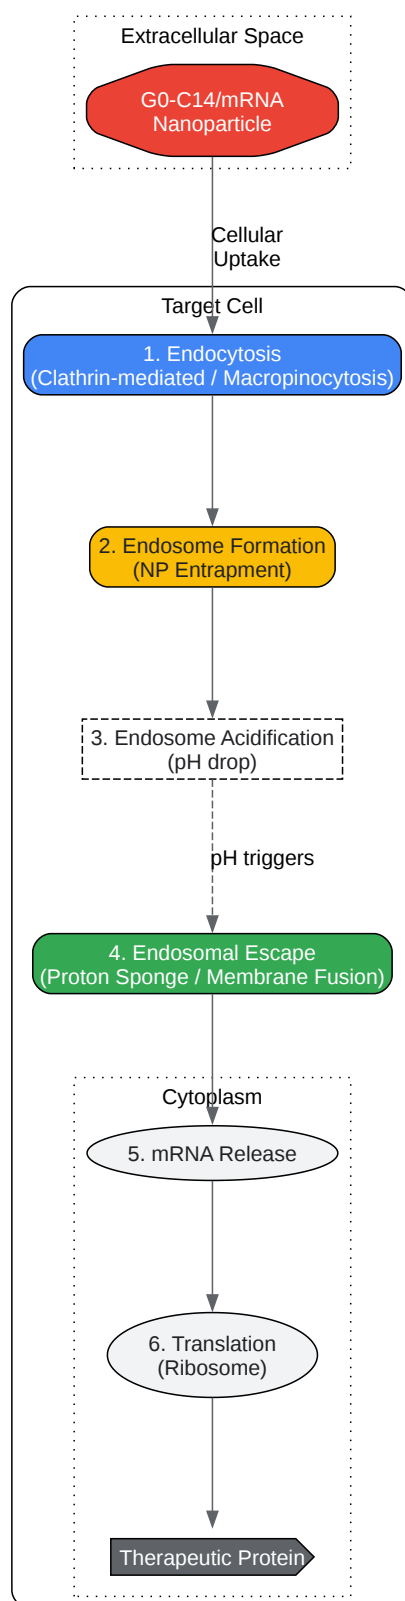 Extracellular Space
G0-C14/mRNA
Nanoparticle
Cellular
Uptake
Target Cell
1. Endocytosis
(Clathrin-mediated / Macropinocytosis)
2. Endosome Formation
(NP Entrapment)
3. Endosome Acidification
(pH drop)
pH triggers
4. Endosomal Escape
(Proton Sponge / Membrane Fusion)
Cytoplasm
5. mRNA Release
6. Translation
(Ribosome)
Therapeutic Protein